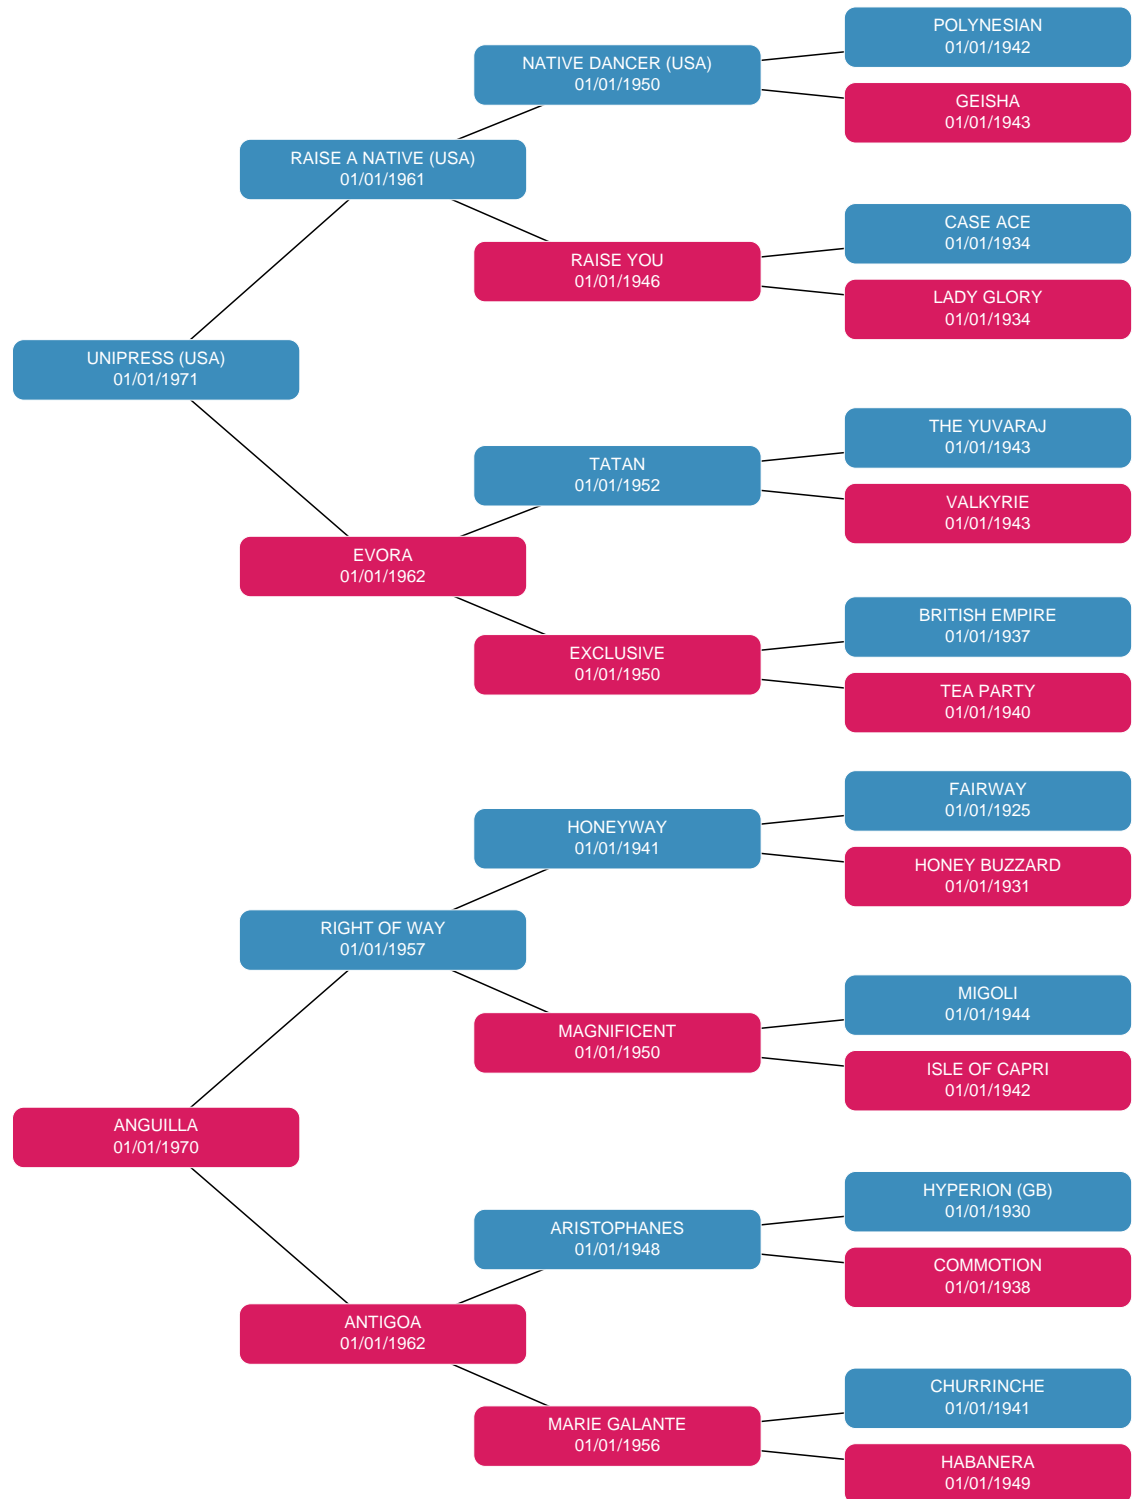 POLYNESIAN
01/01/1942
NATIVE DANCER (USA)
01/01/1950
GEISHA
01/01/1943
RAISE A NATIVE (USA)
01/01/1961
CASE ACE
01/01/1934
RAISE YOU
01/01/1946
LADY GLORY
01/01/1934
UNIPRESS (USA)
01/01/1971
THE YUVARAJ
01/01/1943
TATAN
01/01/1952
VALKYRIE
01/01/1943
EVORA
01/01/1962
BRITISH EMPIRE
01/01/1937
EXCLUSIVE
01/01/1950
TEA PARTY
01/01/1940
FAIRWAY
01/01/1925
HONEYWAY
01/01/1941
HONEY BUZZARD
01/01/1931
RIGHT OF WAY
01/01/1957
MIGOLI
01/01/1944
MAGNIFICENT
01/01/1950
ISLE OF CAPRI
01/01/1942
ANGUILLA
01/01/1970
HYPERION (GB)
01/01/1930
ARISTOPHANES
01/01/1948
COMMOTION
01/01/1938
ANTIGOA
01/01/1962
CHURRINCHE
01/01/1941
MARIE GALANTE
01/01/1956
HABANERA
01/01/1949